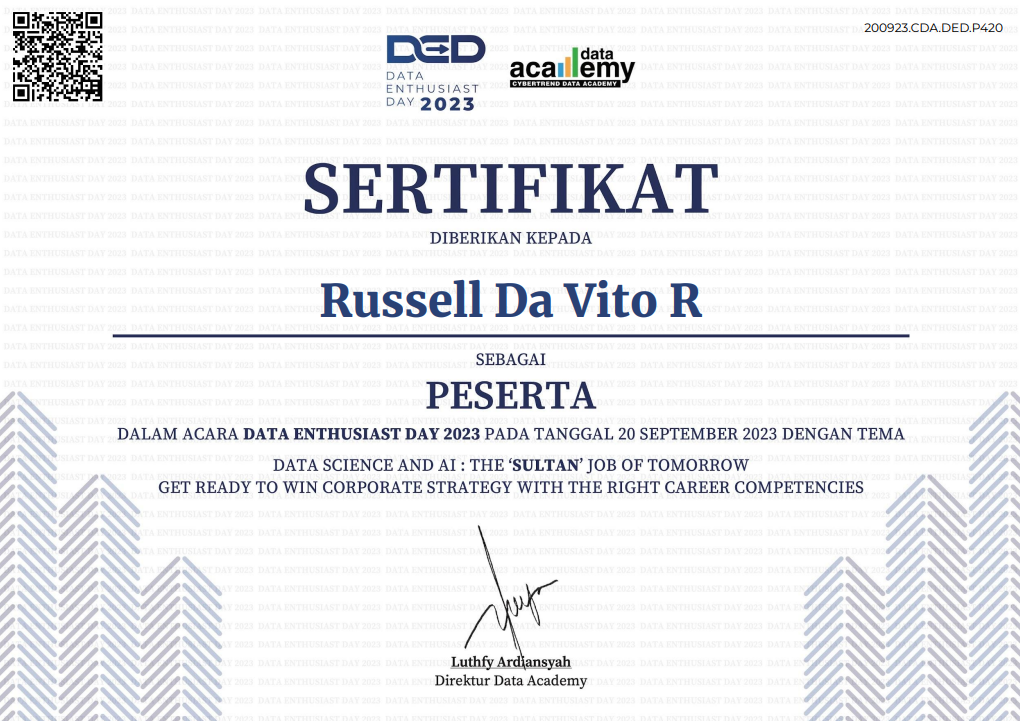 200923.CDA.DED.P420
DED
DATA
ENTHUSIAST
DAY 2023
data
academy
CYBERTREND DATA ACADEMY
SERTIFIKAT
DIBERIKAN KEPADA
Russell Da Vito R
SEBAGAI
PESERTA
DALAM ACARA DATA ENTHUSIAST DAY 2023 PADA TANGGAL 20 SEPTEMBER 2023 DENGAN TEMA
DATA SCIENCE AND AI : THE ‘SULTAN’ JOB OF TOMORROW
GET READY TO WIN CORPORATE STRATEGY WITH THE RIGHT CAREER COMPETENCIES
Luthfy Ardiansyah
Direktur Data Academy